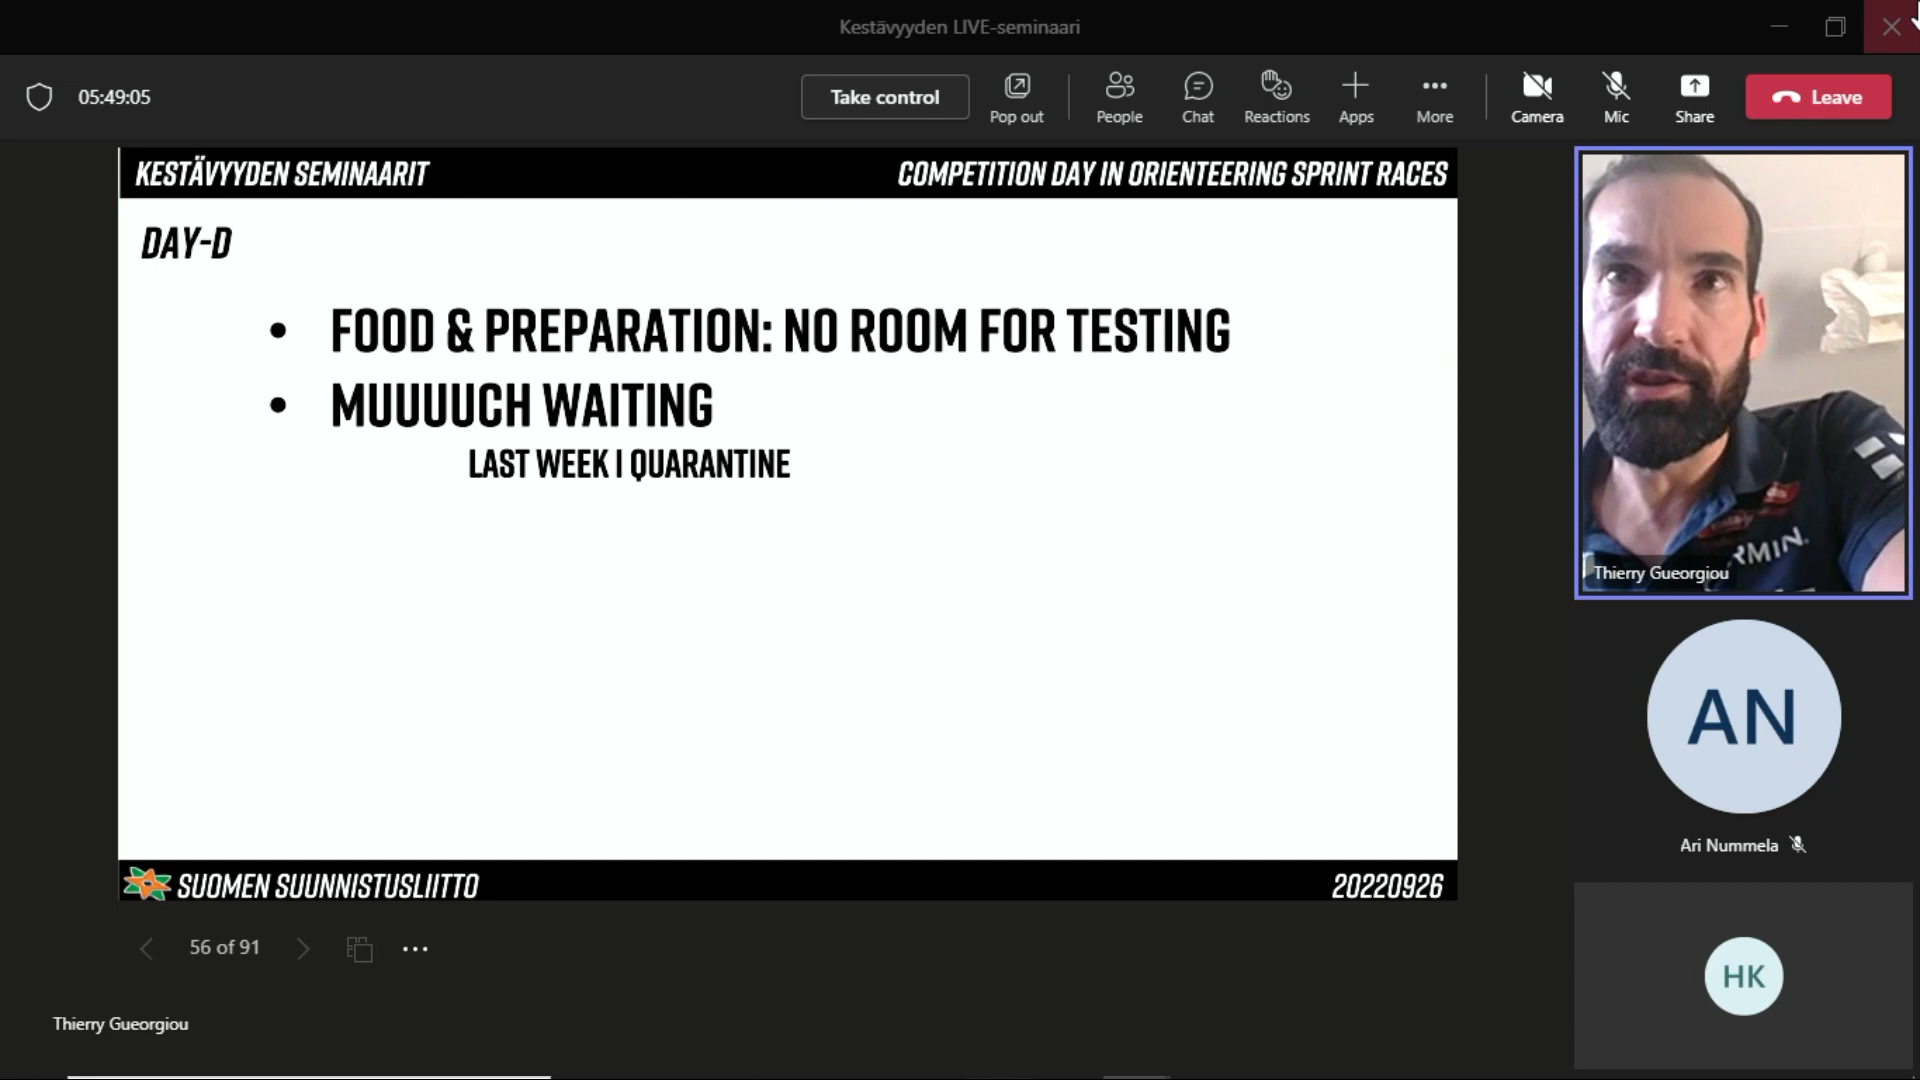 Kestävyyden LIVE-seminaari
05:49:05
Take control
Pop out
People
Chat
Reactions
Apps
More
Camera
Mic
Share
Leave
KESTÄVYYDEN SEMINAARIT
COMPETITION DAY IN ORIENTEERING SPRINT RACES
DAY-D
• FOOD & PREPARATION: NO ROOM FOR TESTING
• MUUUUCH WAITING
LAST WEEK I QUARANTINE
SUOMEN SUUNNISTUSLIITTO
20220926
56 of 91
Thierry Gueorgiou
RMIN.
Thierry Gueorgiou
AN
Ari Nummela
HK